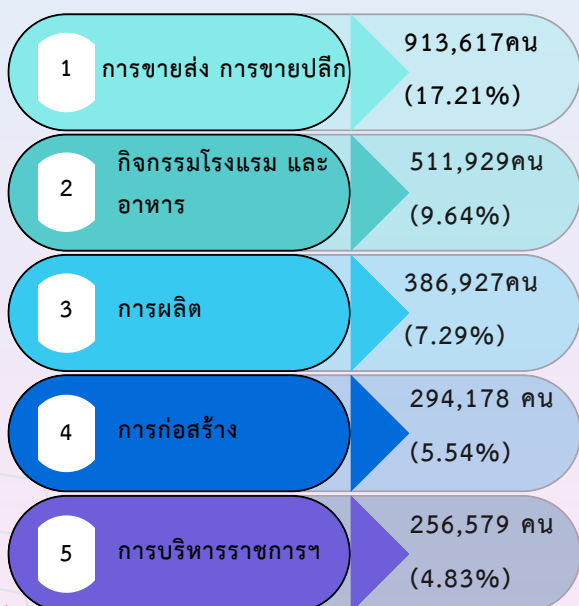 1
การขายส่ง การขายปลีก
913,617คน
(17.21%)
2
กิจกรรมโรงแรม และ
อาหาร
511,929คน
(9.64%)
3
การผลิต
386,927คน
(7.29%)
4
การก่อสร้าง
294,178 คน
(5.54%)
5
การบริหารราชการฯ
256,579 คน
(4.83%)